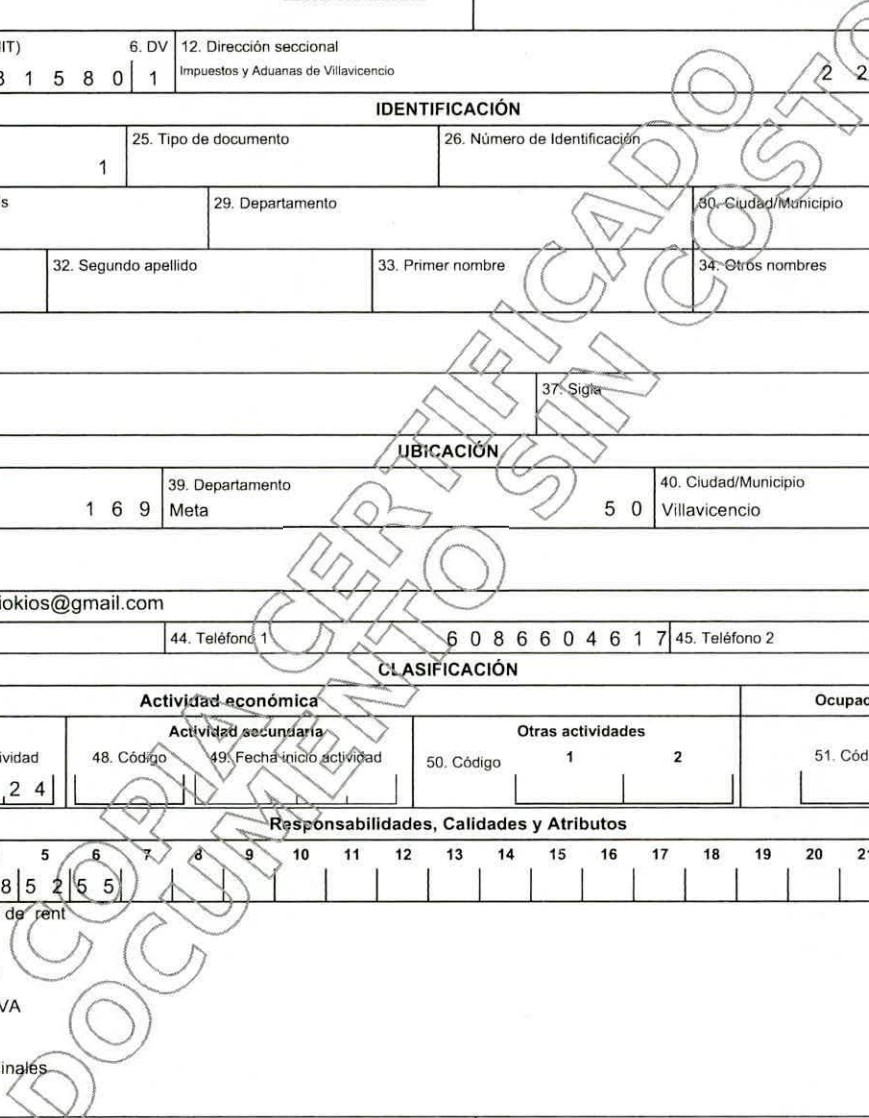 6. DV 12. Dirección seccional
1 5 8 0 1 Impuestos y Aduanas de Villavicencio 2 2
IDENTIFICACIÓN
25. Tipo de documento 26. Número de Identificación
1
29. Departamento 30. Ciudad/Municipio
32. Segundo apellido 33. Primer nombre 34. Otros nombres
37. Sigla
UBICACIÓN
39. Departamento 40. Ciudad/Municipio
1 6 9 Meta 5 0 Villavicencio
iokios@gmail.com
44. Teléfono 1 6 0 8 6 6 0 4 6 1 7 45. Teléfono 2
CLASIFICACIÓN
Actividad económica Ocupac
Actividad secundaria Otras actividades
ividad 48. Código 49. Fecha inicio actividad 50. Código 1 2 51. Cód
2 4
Responsabilidades, Calidades y Atributos
5 6 7 8 9 10 11 12 13 14 15 16 17 18 19 20 21
8 5 2 5 5
de rent
VA
inales
COPIA CERTIFICADO
DOCUMENTO SIN COSTO